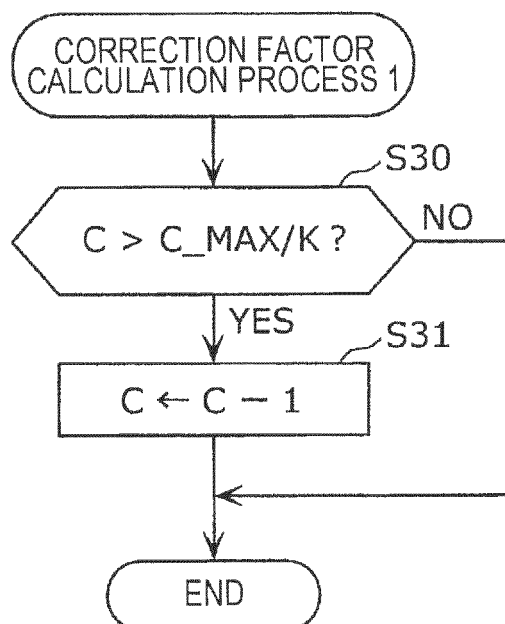 CORRECTION FACTOR
CALCULATION PROCESS 1
S30
C > C_MAX/K ?
NO
YES
S31
C ← C − 1
END